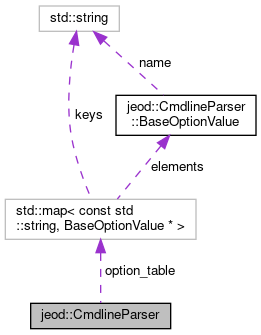 std::string
name
jeod::CmdlineParser
::BaseOptionValue
keys
elements
std::map< const std
::string, BaseOptionValue * >
option_table
jeod::CmdlineParser